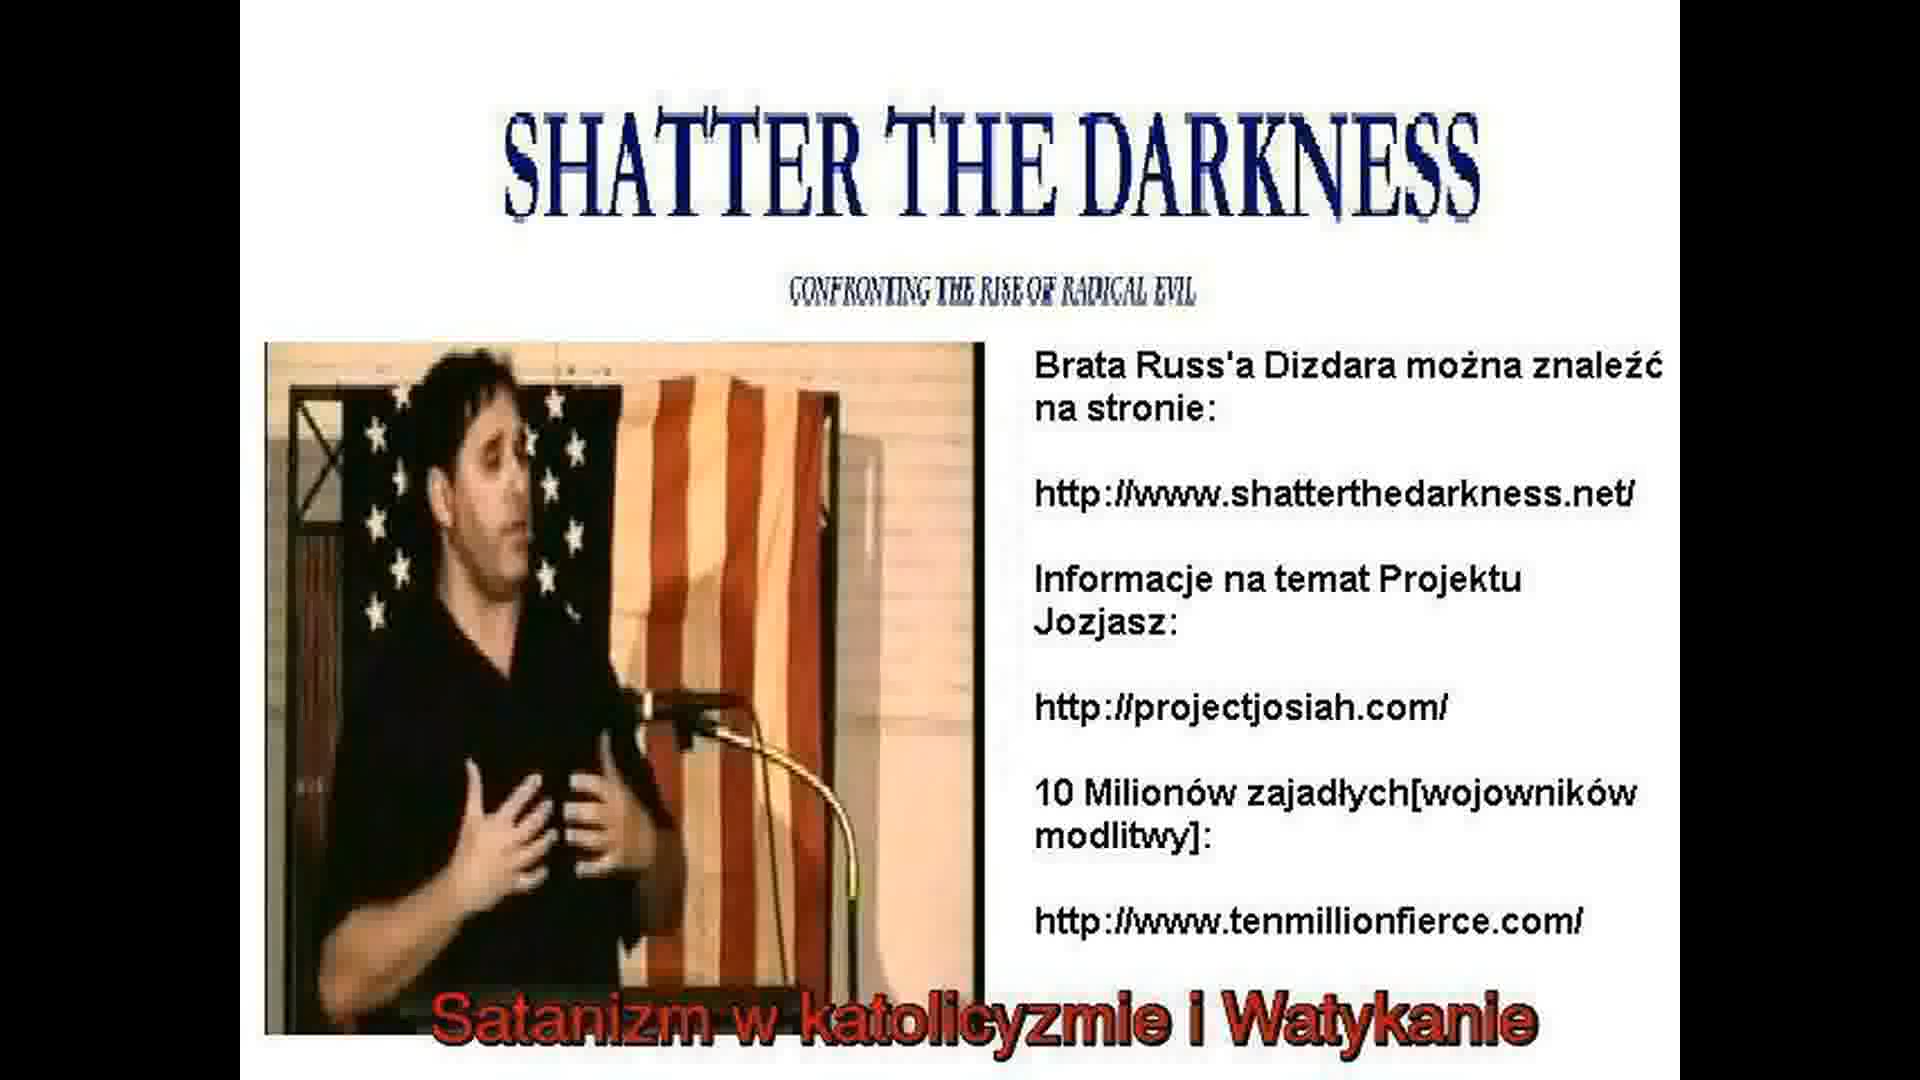 SHATTER THE DARKNESS
CONFRONTING THE RISE OF RADICAL EVIL
Brata Russ'a Dizdara można znaleźć
na stronie:
http://www.shatterthedarkness.net/
Informacje na temat Projektu
Jozjasz:
http://projectjosiah.com/
10 Milionów zajadłych[wojowników
modlitwy]:
http://www.tenmillionfierce.com/
Satanizm w katolicyzmie i Watykanie